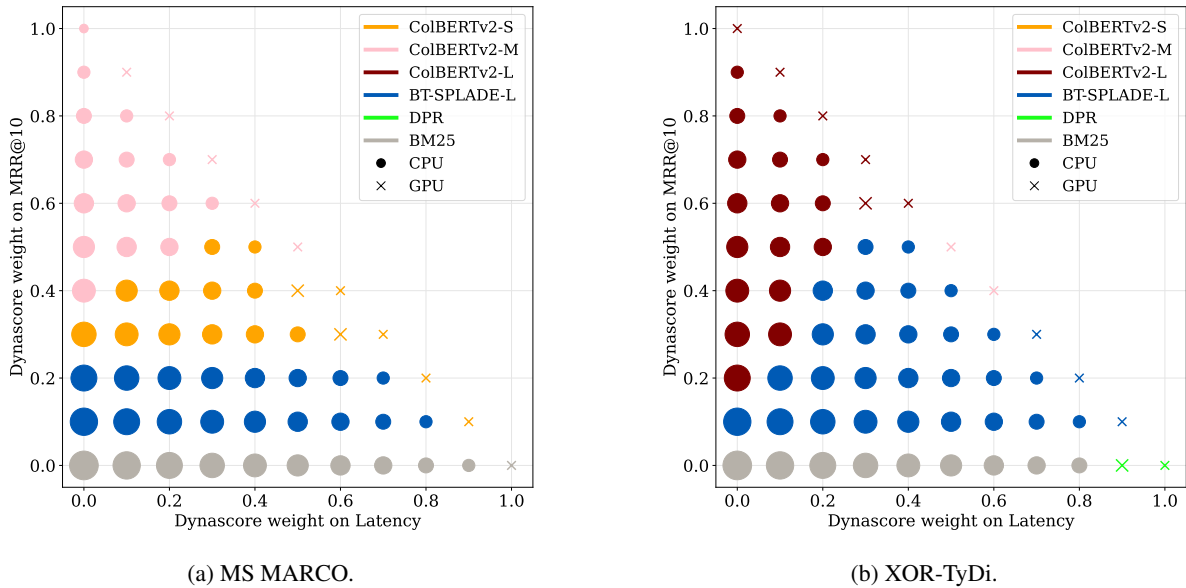 Dynascore weight on MRR@10
1.0
0.8
0.6
0.4
0.2
0.0
0.0 0.2 0.4 0.6 0.8 1.0
Dynascore weight on Latency
ColBERTv2-S
ColBERTv2-M
ColBERTv2-L
BT-SPLADE-L
DPR
BM25
CPU
GPU
(a) MS MARCO.
Dynascore weight on MRR@10
1.0
0.8
0.6
0.4
0.2
0.0
0.0 0.2 0.4 0.6 0.8 1.0
Dynascore weight on Latency
ColBERTv2-S
ColBERTv2-M
ColBERTv2-L
BT-SPLADE-L
DPR
BM25
CPU
GPU
(b) XOR-TyDi.